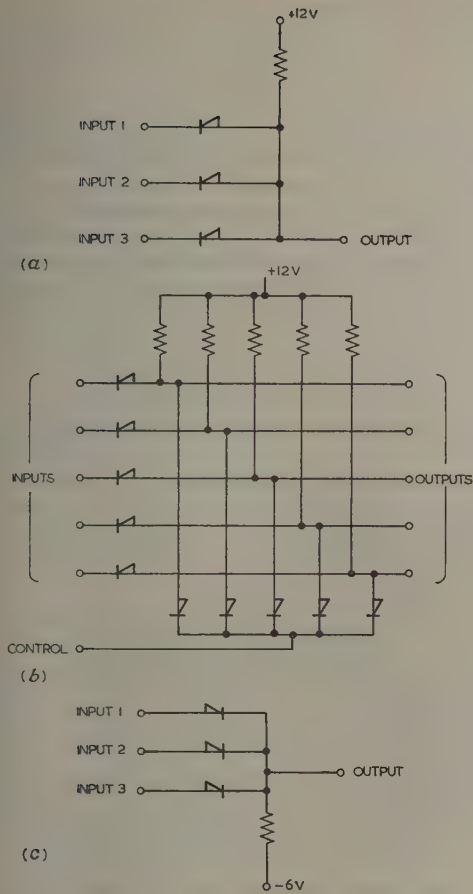 +12V
INPUT 1
INPUT 2
INPUT 3
OUTPUT
(a)
+12V
INPUTS
OUTPUTS
CONTROL
(b)
INPUT 1
INPUT 2
OUTPUT
INPUT 3
(c)
-6V